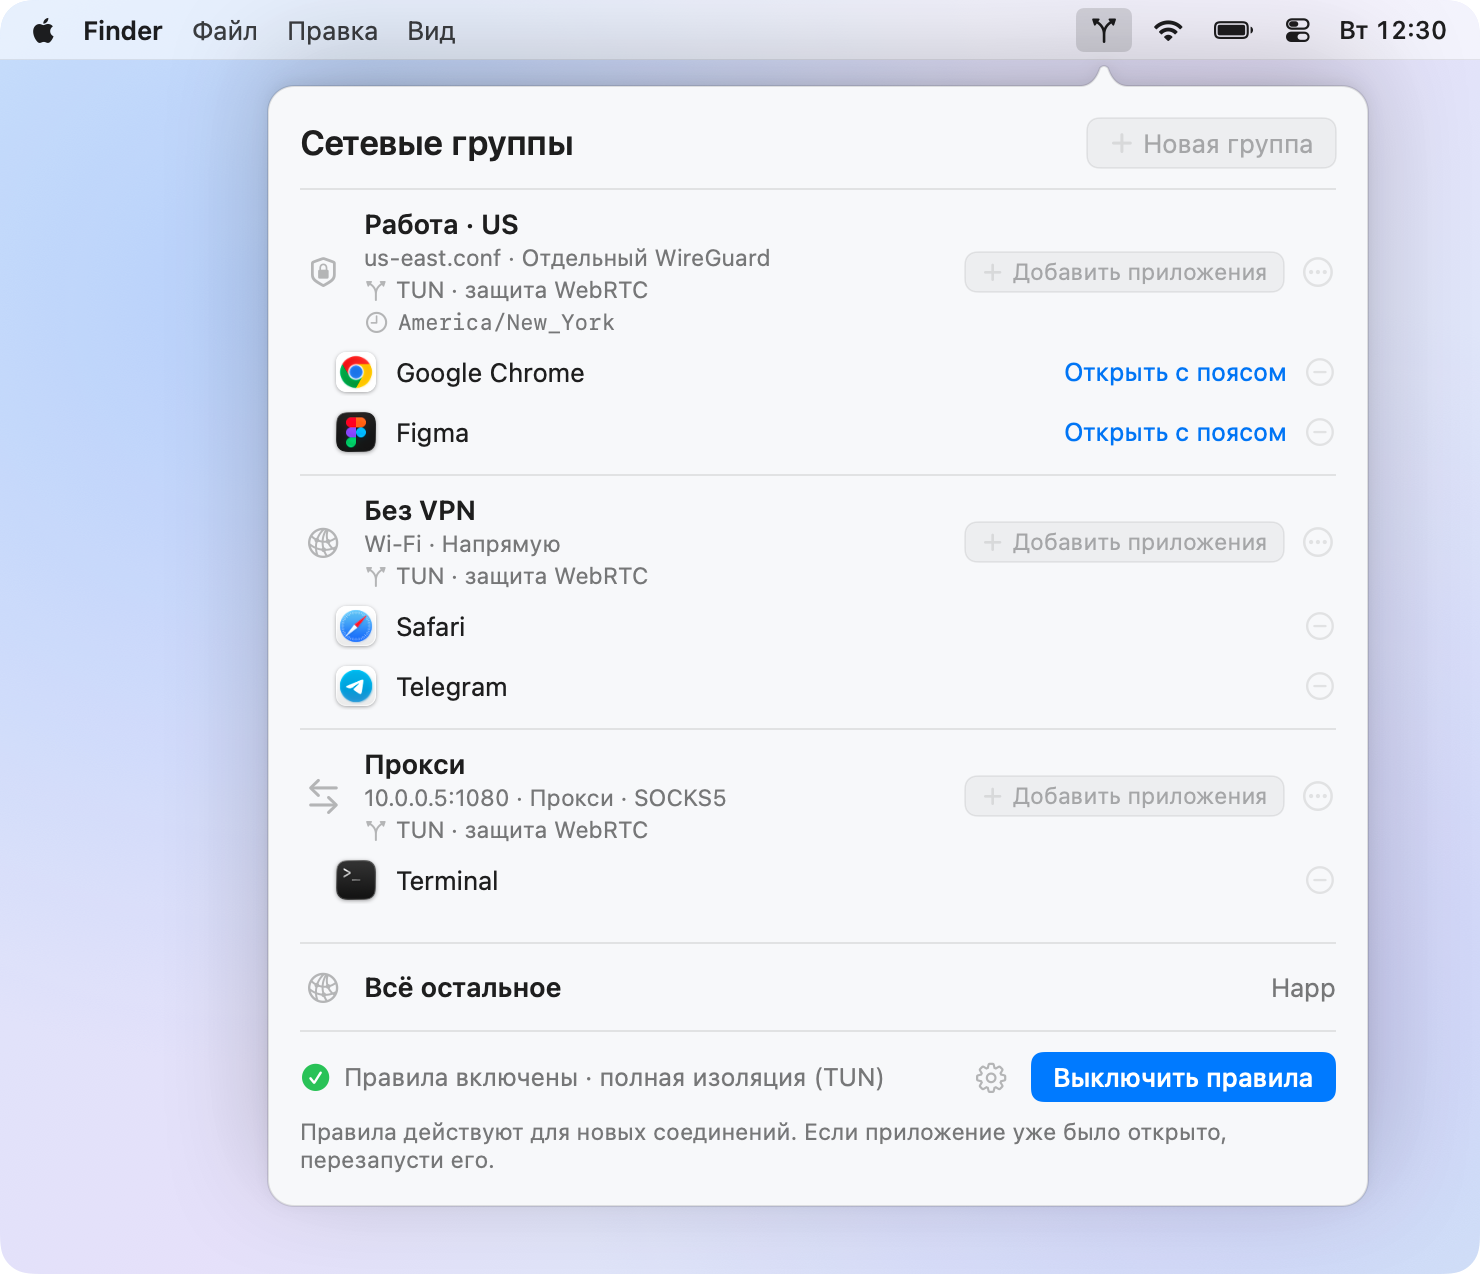 Finder Файл Правка Вид Вт 12:30
Сетевые группы
+ Новая группа
Работа · US
us-east.conf · Отдельный WireGuard
TUN · защита WebRTC
America/New_York
+ Добавить приложения
Google Chrome
Открыть с поясом
Figma
Открыть с поясом
Без VPN
Wi-Fi · Напрямую
TUN · защита WebRTC
+ Добавить приложения
Safari
Telegram
Прокси
10.0.0.5:1080 · Прокси · SOCKS5
TUN · защита WebRTC
+ Добавить приложения
Terminal
Всё остальное
Happ
Правила включены · полная изоляция (TUN)
Выключить правила
Правила действуют для новых соединений. Если приложение уже было открыто,
перезапусти его.